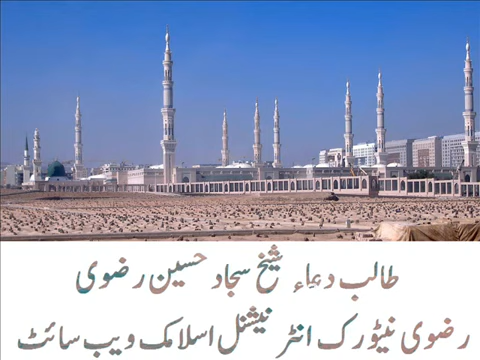 طالب دعاء شیخ سجاد حسین رضوی
رضوی نیٹورک انٹرنیشنل اسلامک ویب سائٹ